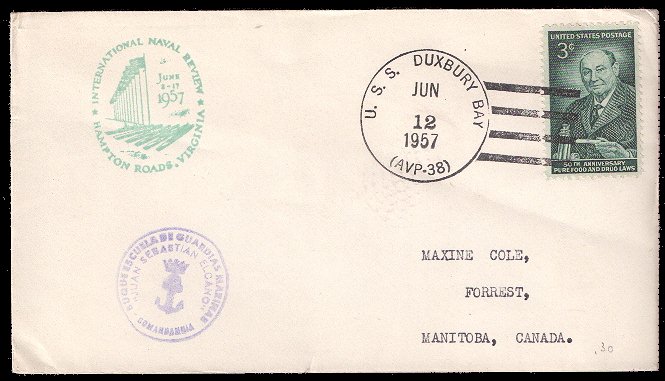 INTERNATIONAL NAVAL REVIEW
JUNE
8-17
1957
HAMPTON ROADS, VIRGINIA
U. S. S. DUXBURY BAY
JUN
12
1957
(AVP-38)
UNITED STATES POSTAGE
3¢
50TH ANNIVERSARY
PURE FOOD AND DRUG LAWS
BUQUE ESCUELA DE GUARDIAS MARINAS
"JUAN SEBASTIAN ELCANO"
COMANDANTE
MAXINE COLE,
FORREST,
MANITOBA, CANADA.
.30